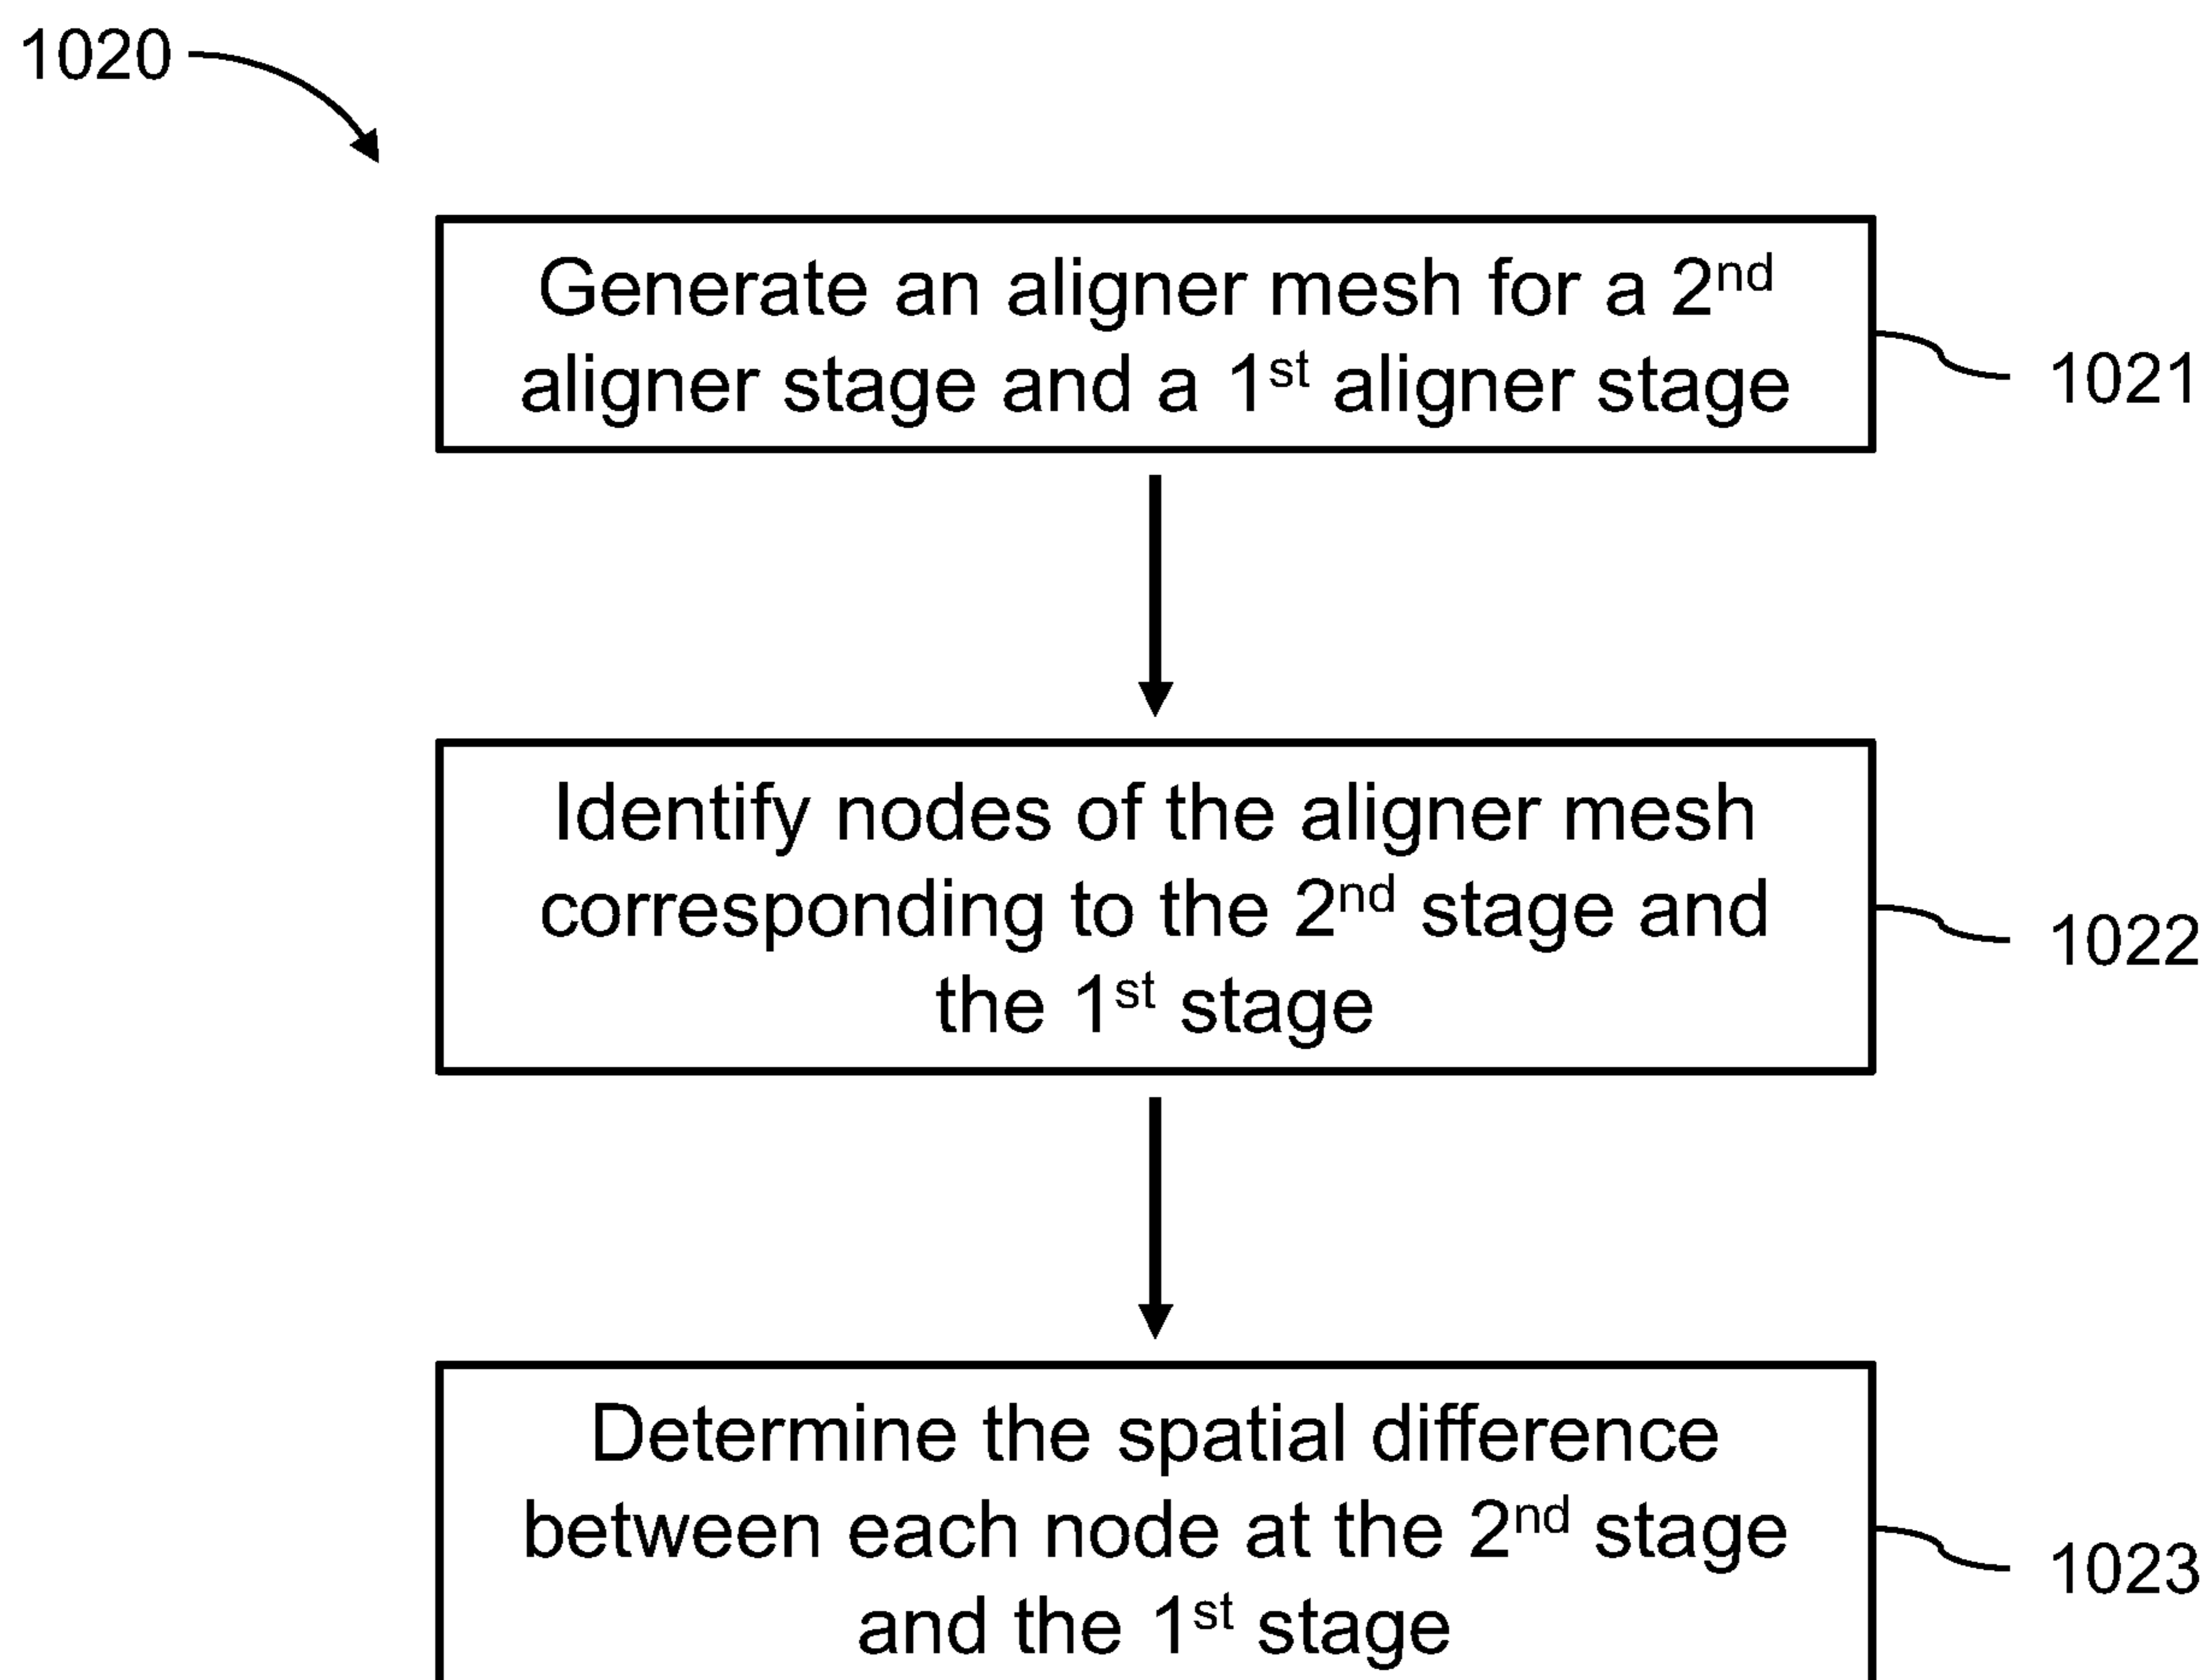 1020
Generate an aligner mesh for a 2nd
aligner stage and a 1st aligner stage
1021
Identify nodes of the aligner mesh
corresponding to the 2nd stage and
the 1st stage
1022
Determine the spatial difference
between each node at the 2nd stage
and the 1st stage
1023